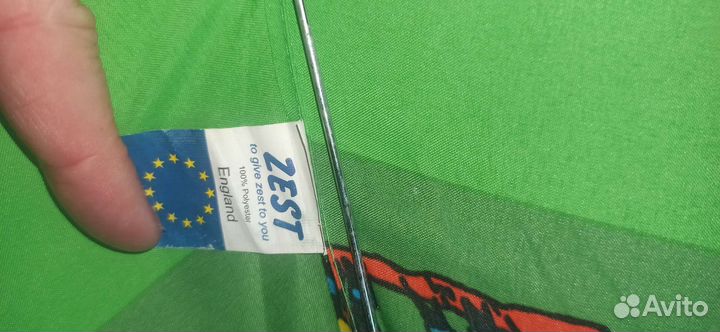 ZEST
to give zest to you
100% Polyester
England
Avito